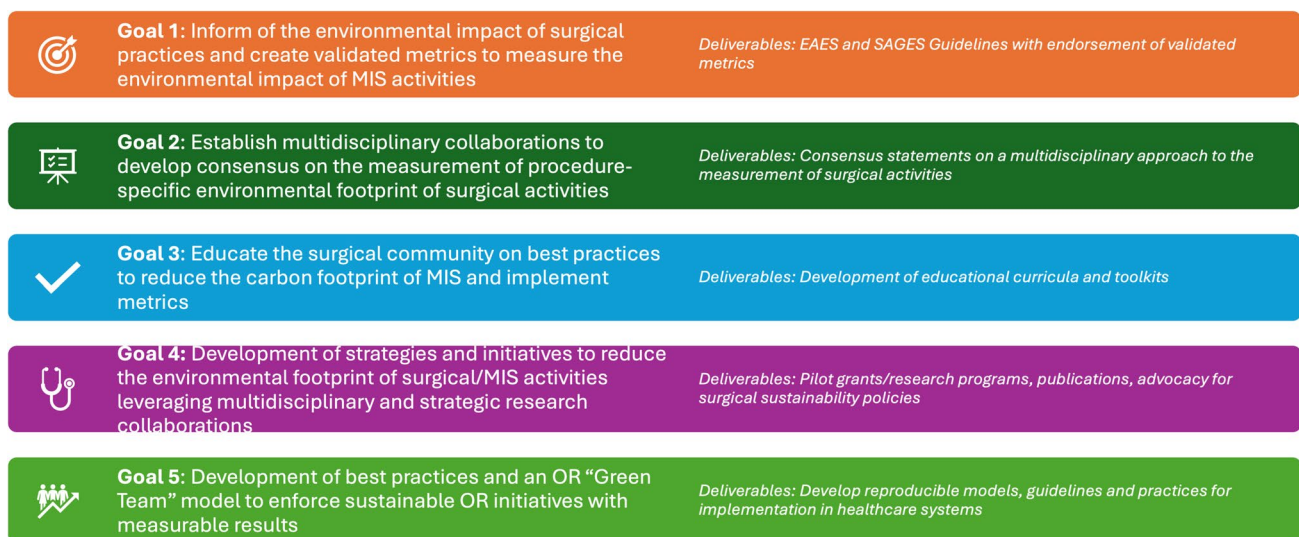 Goal 1: Inform of the environmental impact of surgical
practices and create validated metrics to measure the
environmental impact of MIS activities
Deliverables: EAES and SAGES Guidelines with endorsement of validated
metrics
Goal 2: Establish multidisciplinary collaborations to
develop consensus on the measurement of procedure-
specific environmental footprint of surgical activities
Deliverables: Consensus statements on a multidisciplinary approach to the
measurement of surgical activities
Goal 3: Educate the surgical community on best practices
to reduce the carbon footprint of MIS and implement
metrics
Deliverables: Development of educational curricula and toolkits
Goal 4: Development of strategies and initiatives to reduce
the environmental footprint of surgical/MIS activities
leveraging multidisciplinary and strategic research
collaborations
Deliverables: Pilot grants/research programs, publications, advocacy for
surgical sustainability policies
Goal 5: Development of best practices and an OR “Green
Team” model to enforce sustainable OR initiatives with
measurable results
Deliverables: Develop reproducible models, guidelines and practices for
implementation in healthcare systems